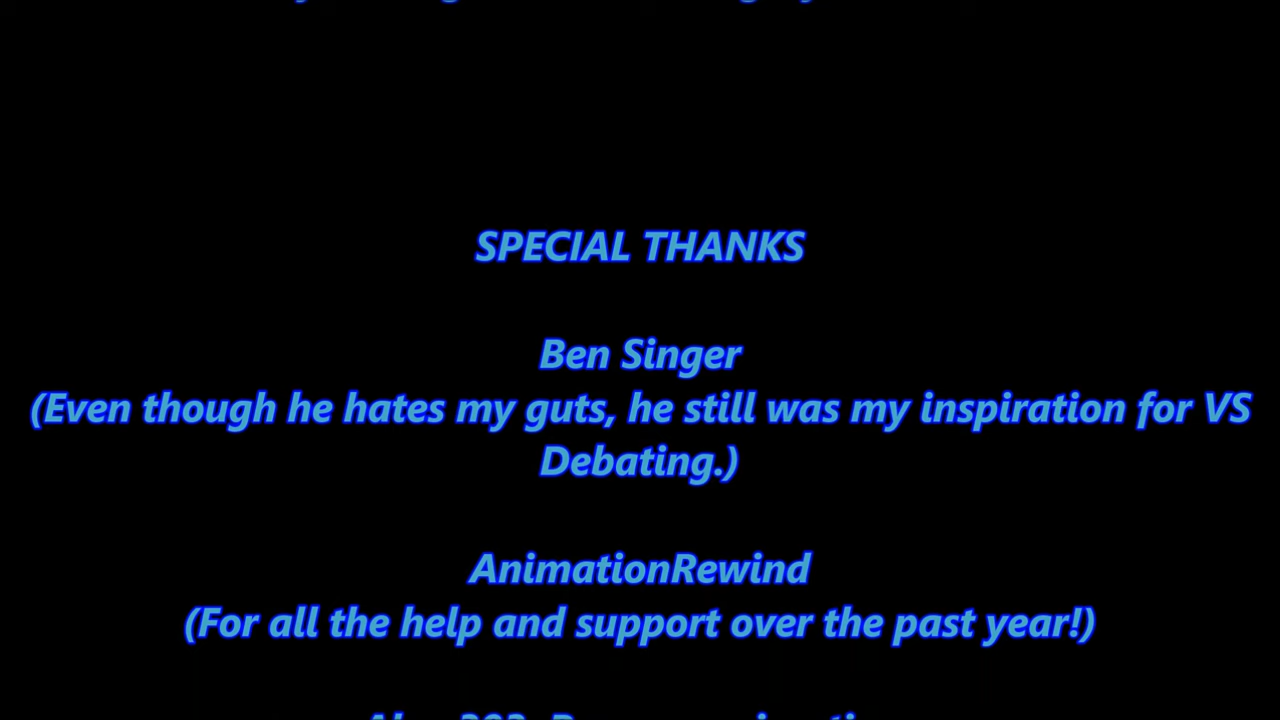 SPECIAL THANKS
Ben Singer
(Even though he hates my guts, he still was my inspiration for VS
Debating.)
AnimationRewind
(For all the help and support over the past year!)